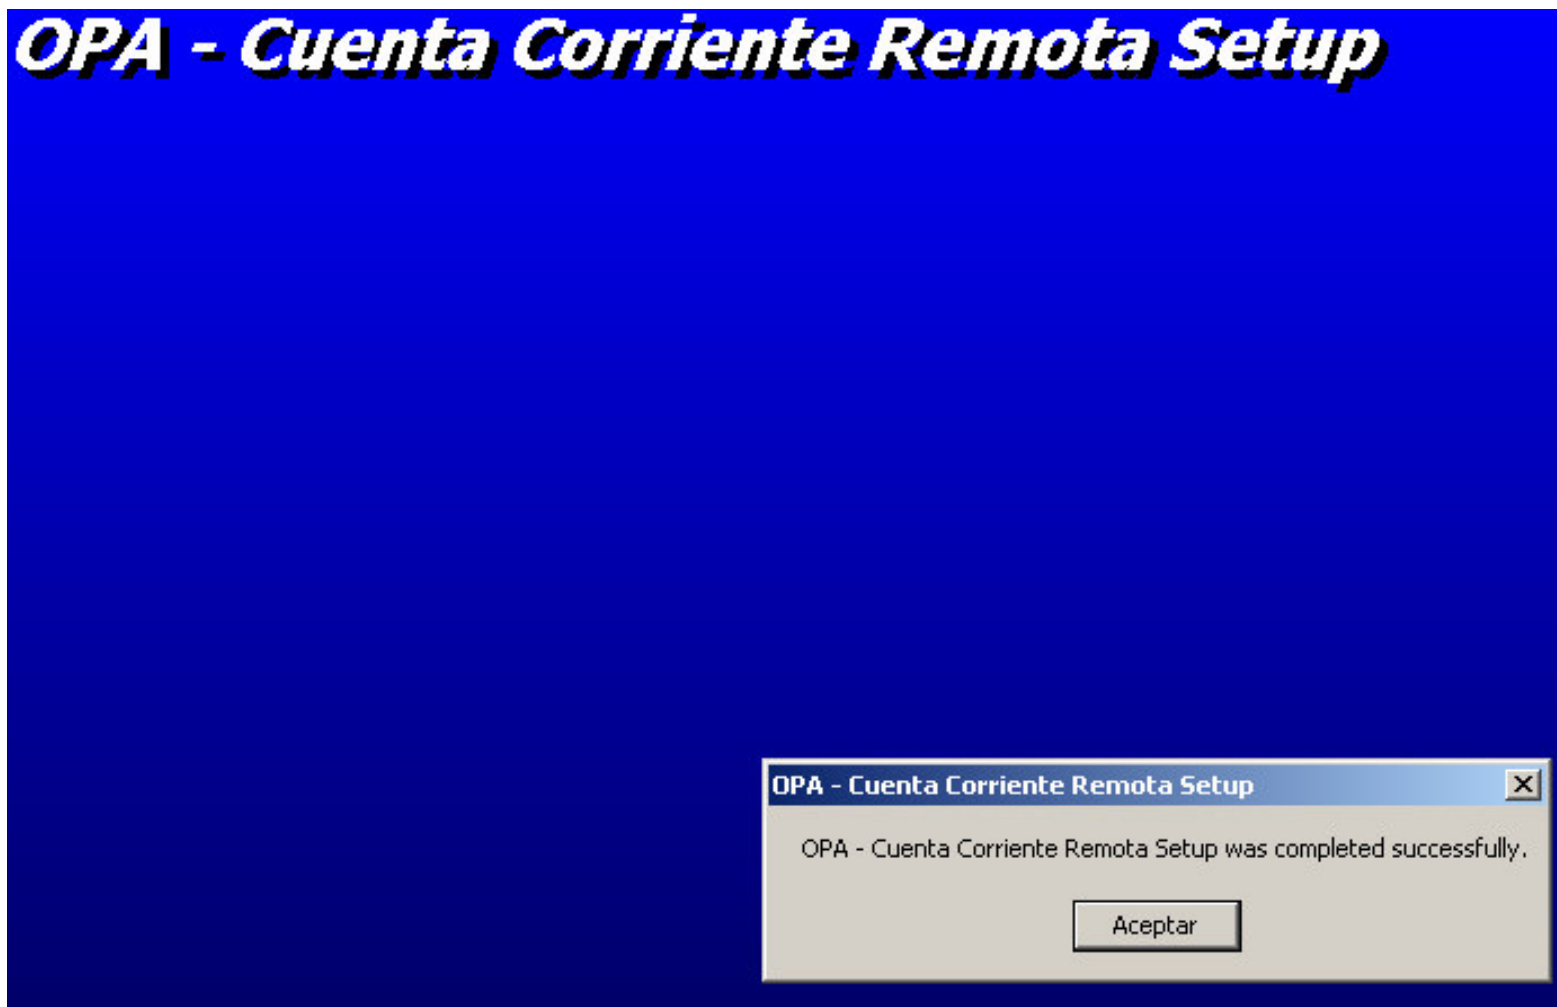 OPA - Cuenta Corriente Remota Setup
OPA - Cuenta Corriente Remota Setup
OPA - Cuenta Corriente Remota Setup was completed successfully.
Aceptar